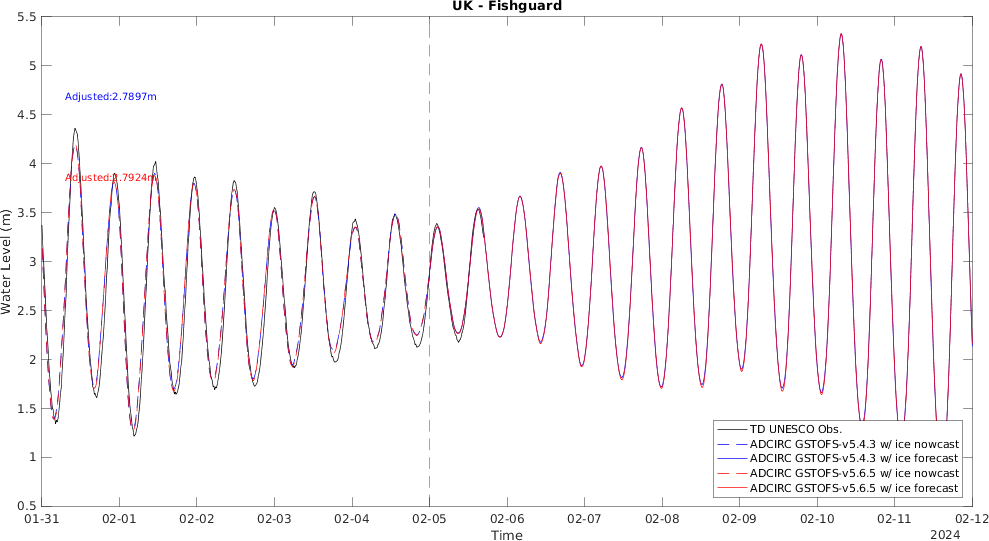 UK - Fishguard
5.5
5
4.5
4
3.5
3
2.5
2
1.5
1
0.5
Water Level (m)
Adjusted:2.7897m
Adjusted:2.7924m
TD UNESCO Obs.
ADCIRC GSTOFS-v5.4.3 w/ ice nowcast
ADCIRC GSTOFS-v5.4.3 w/ ice forecast
ADCIRC GSTOFS-v5.6.5 w/ ice nowcast
ADCIRC GSTOFS-v5.6.5 w/ ice forecast
01-31 02-01 02-02 02-03 02-04 02-05 02-06 02-07 02-08 02-09 02-10 02-11 02-12
Time
2024